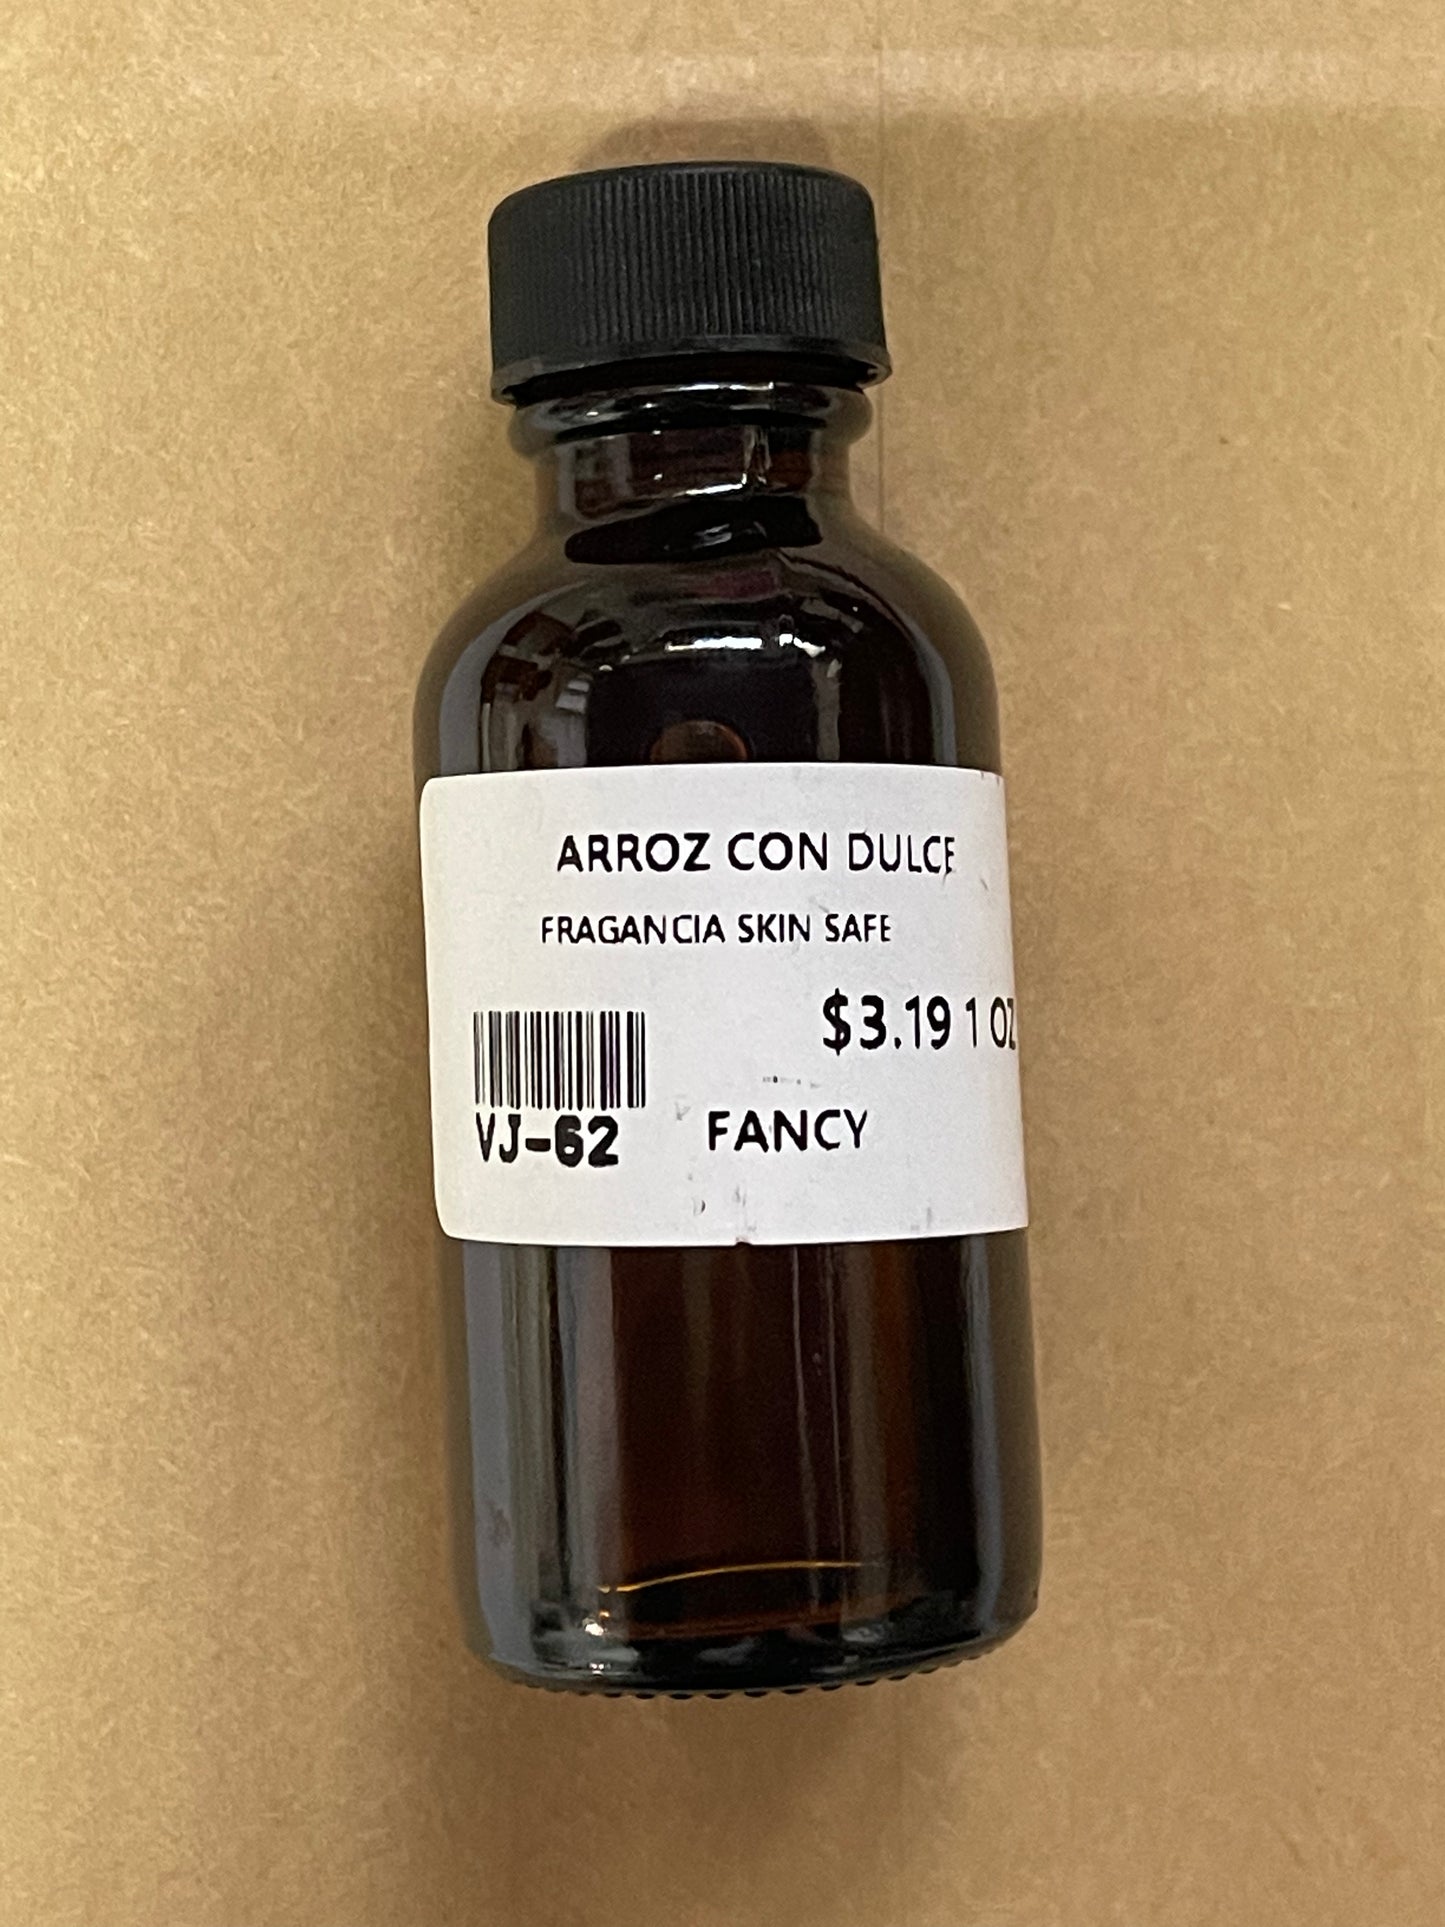 ARROZ CON DULCE
FRAGANCIA SKIN SAFE
$3.19 1 OZ
VJ-62 FANCY